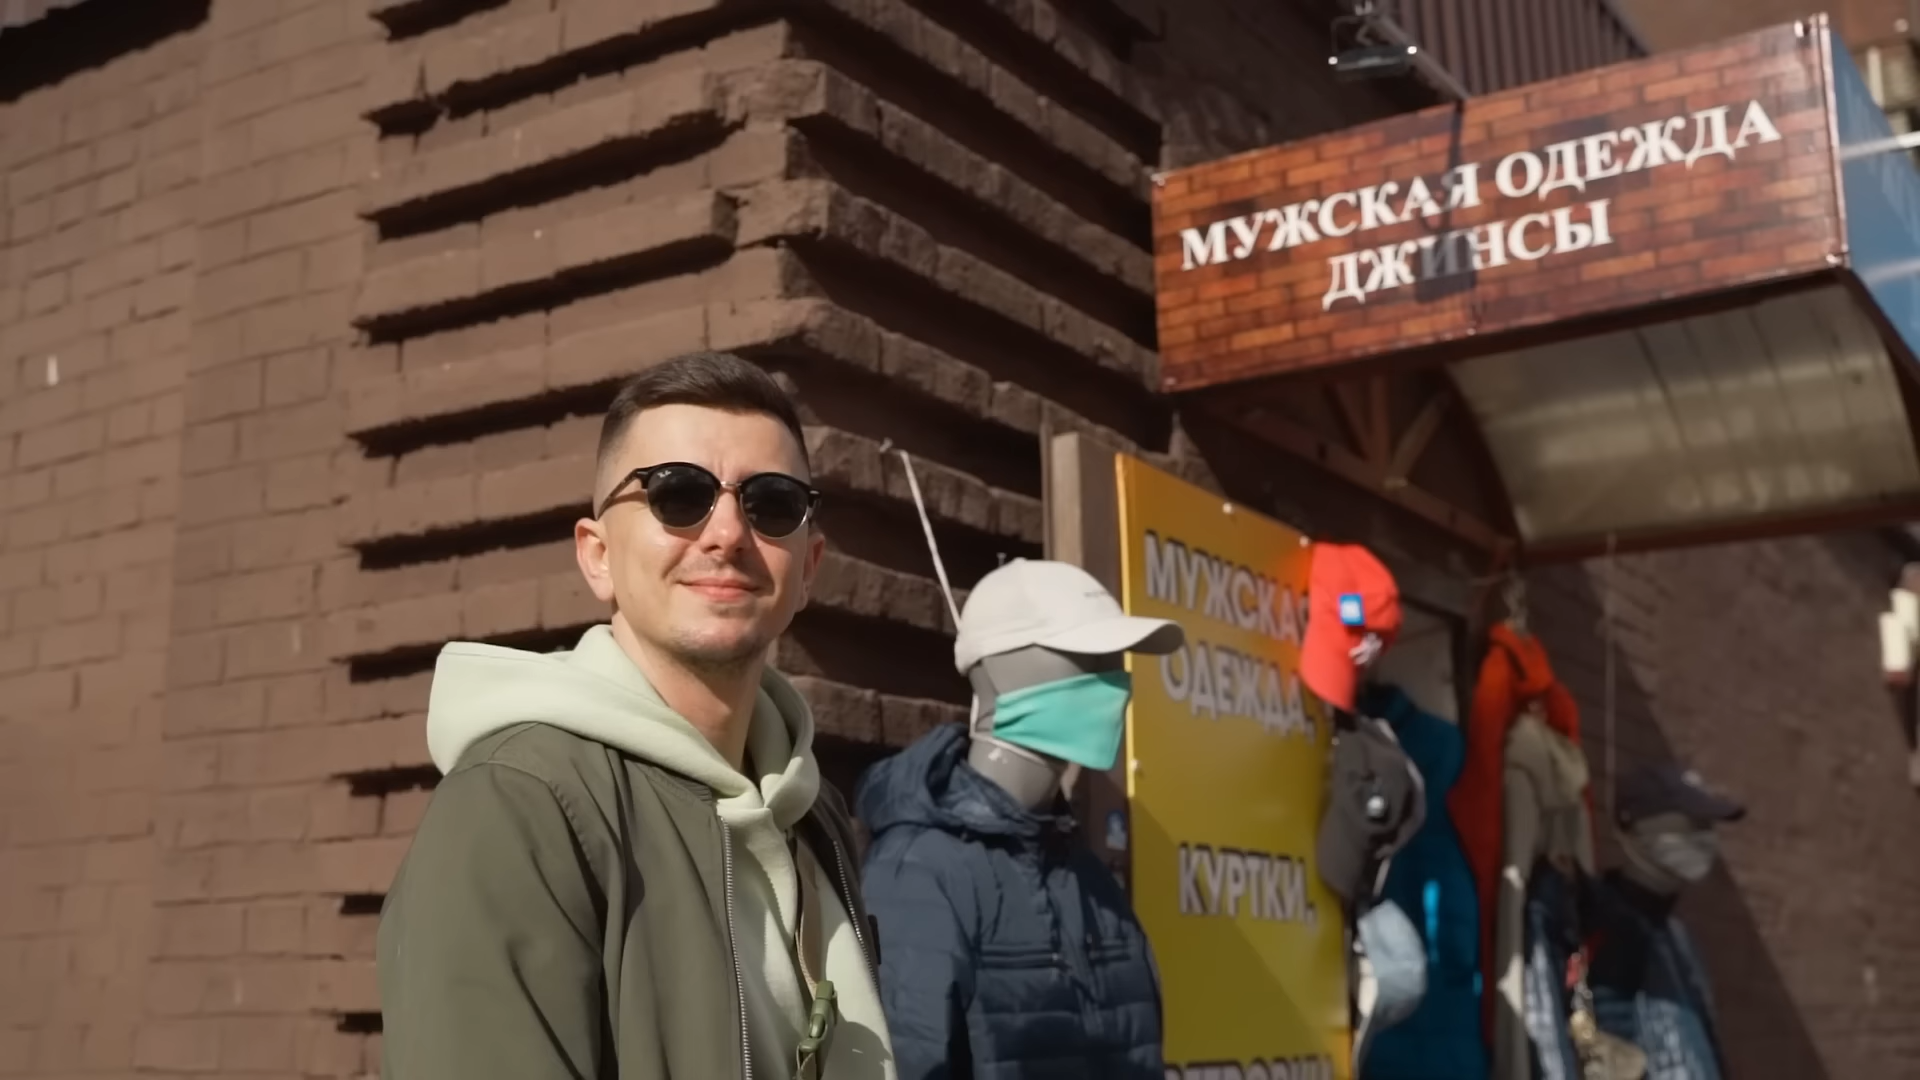 МУЖСКАЯ ОДЕЖДА
ДЖИНСЫ
МУЖСКАЯ
ОДЕЖДА,
КУРТКИ,